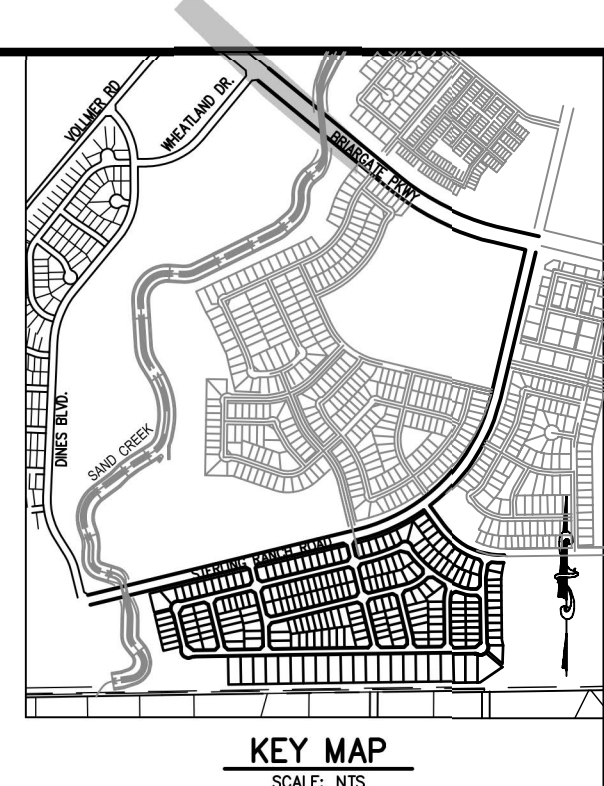 VOLLMER RD
WHEATLAND DR.
BRIARGATE PKWY
DINES BLVD.
SAND CREEK
STERLING RANCH ROAD
KEY MAP
SCALE: NTS